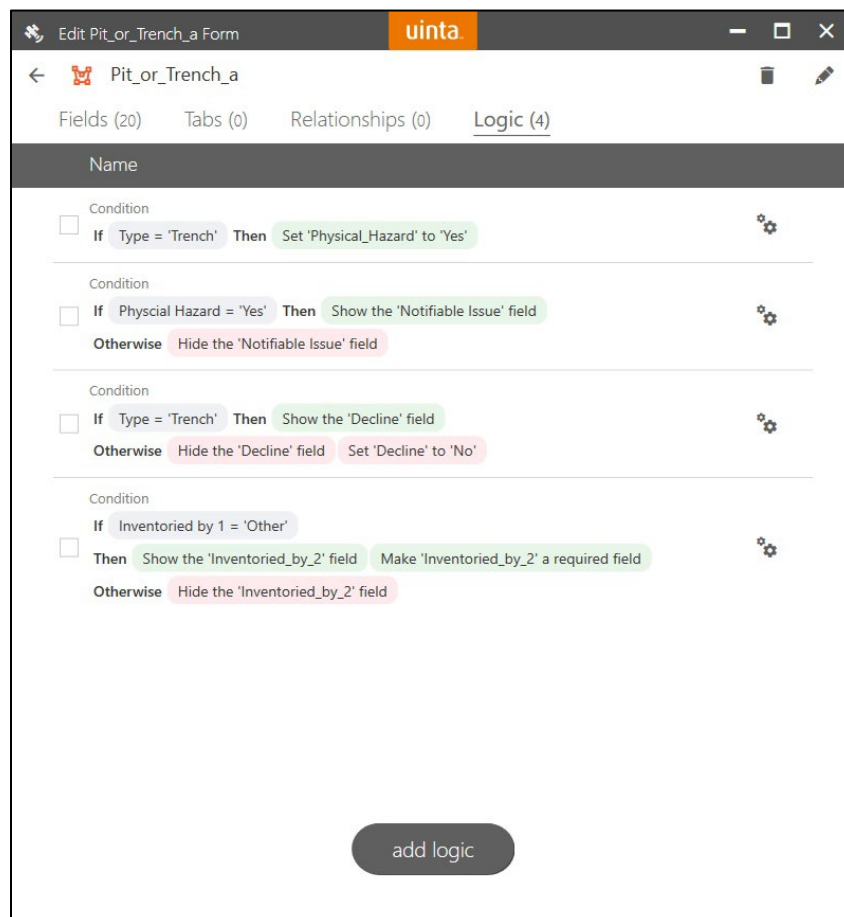 Edit Pit_or_Trench_a Form
uinta.
Pit_or_Trench_a
Fields (20) Tabs (0) Relationships (0) Logic (4)
Name
Condition
If Type = 'Trench' Then Set 'Physical_Hazard' to 'Yes'
Condition
If Physcial Hazard = 'Yes' Then Show the 'Notifiable Issue' field
Otherwise Hide the 'Notifiable Issue' field
Condition
If Type = 'Trench' Then Show the 'Decline' field
Otherwise Hide the 'Decline' field Set 'Decline' to 'No'
Condition
If Inventoried by 1 = 'Other'
Then Show the 'Inventoried_by_2' field Make 'Inventoried_by_2' a required field
Otherwise Hide the 'Inventoried_by_2' field
add logic